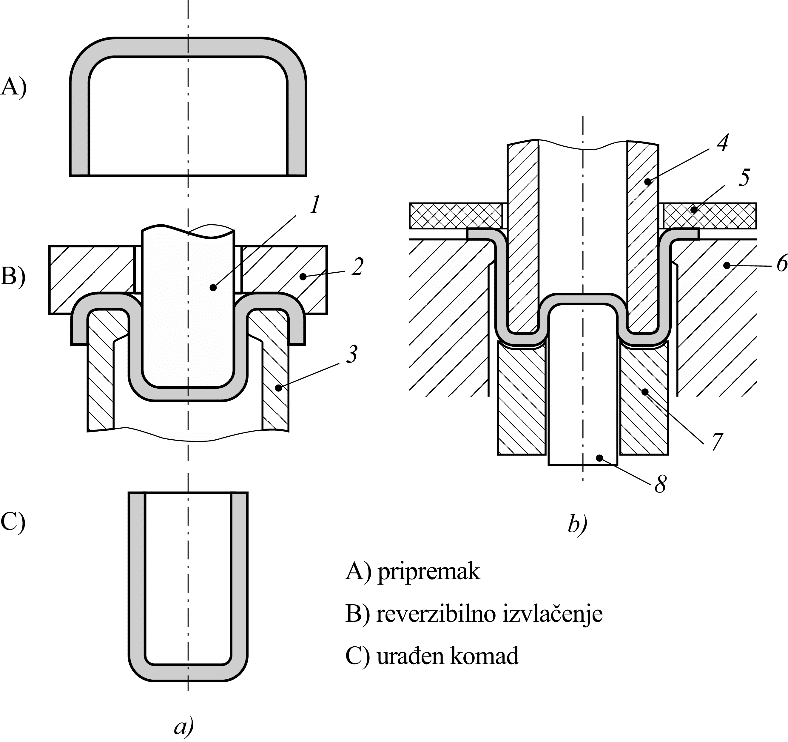 A)
B)
C)
1
2
3
a)
4
5
6
7
8
b)
A) pripremak
B) reverzibilno izvlačenje
C) urađen komad